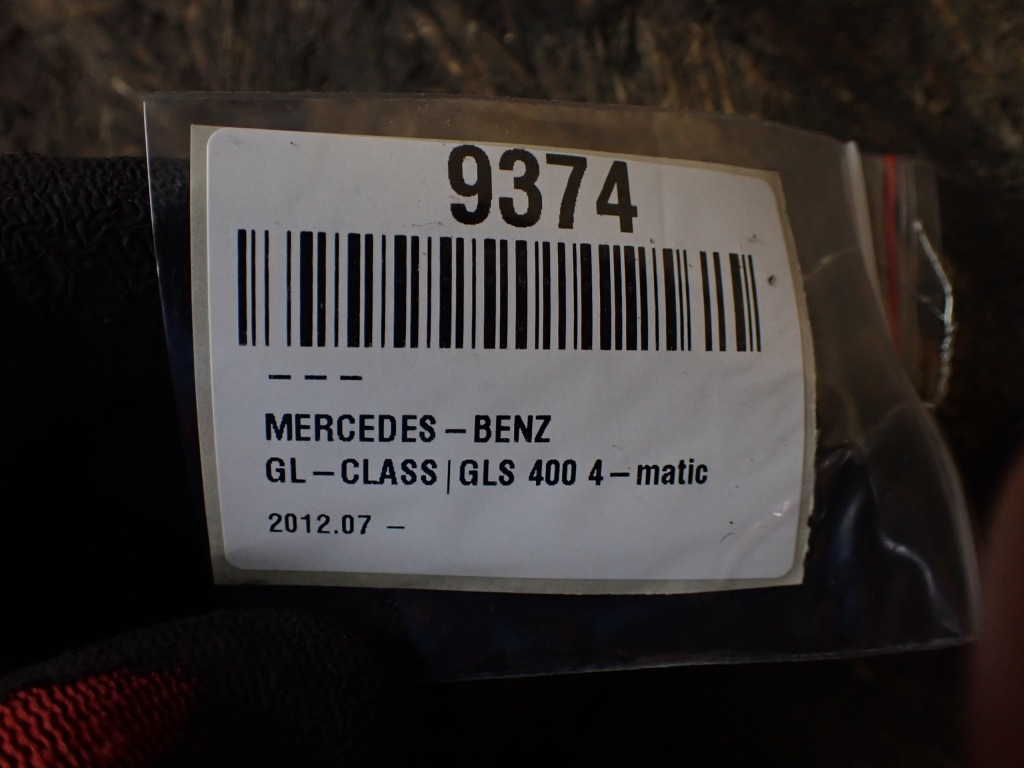 9374
– – –
MERCEDES – BENZ
GL – CLASS | GLS 400 4 – matic
2012.07 –